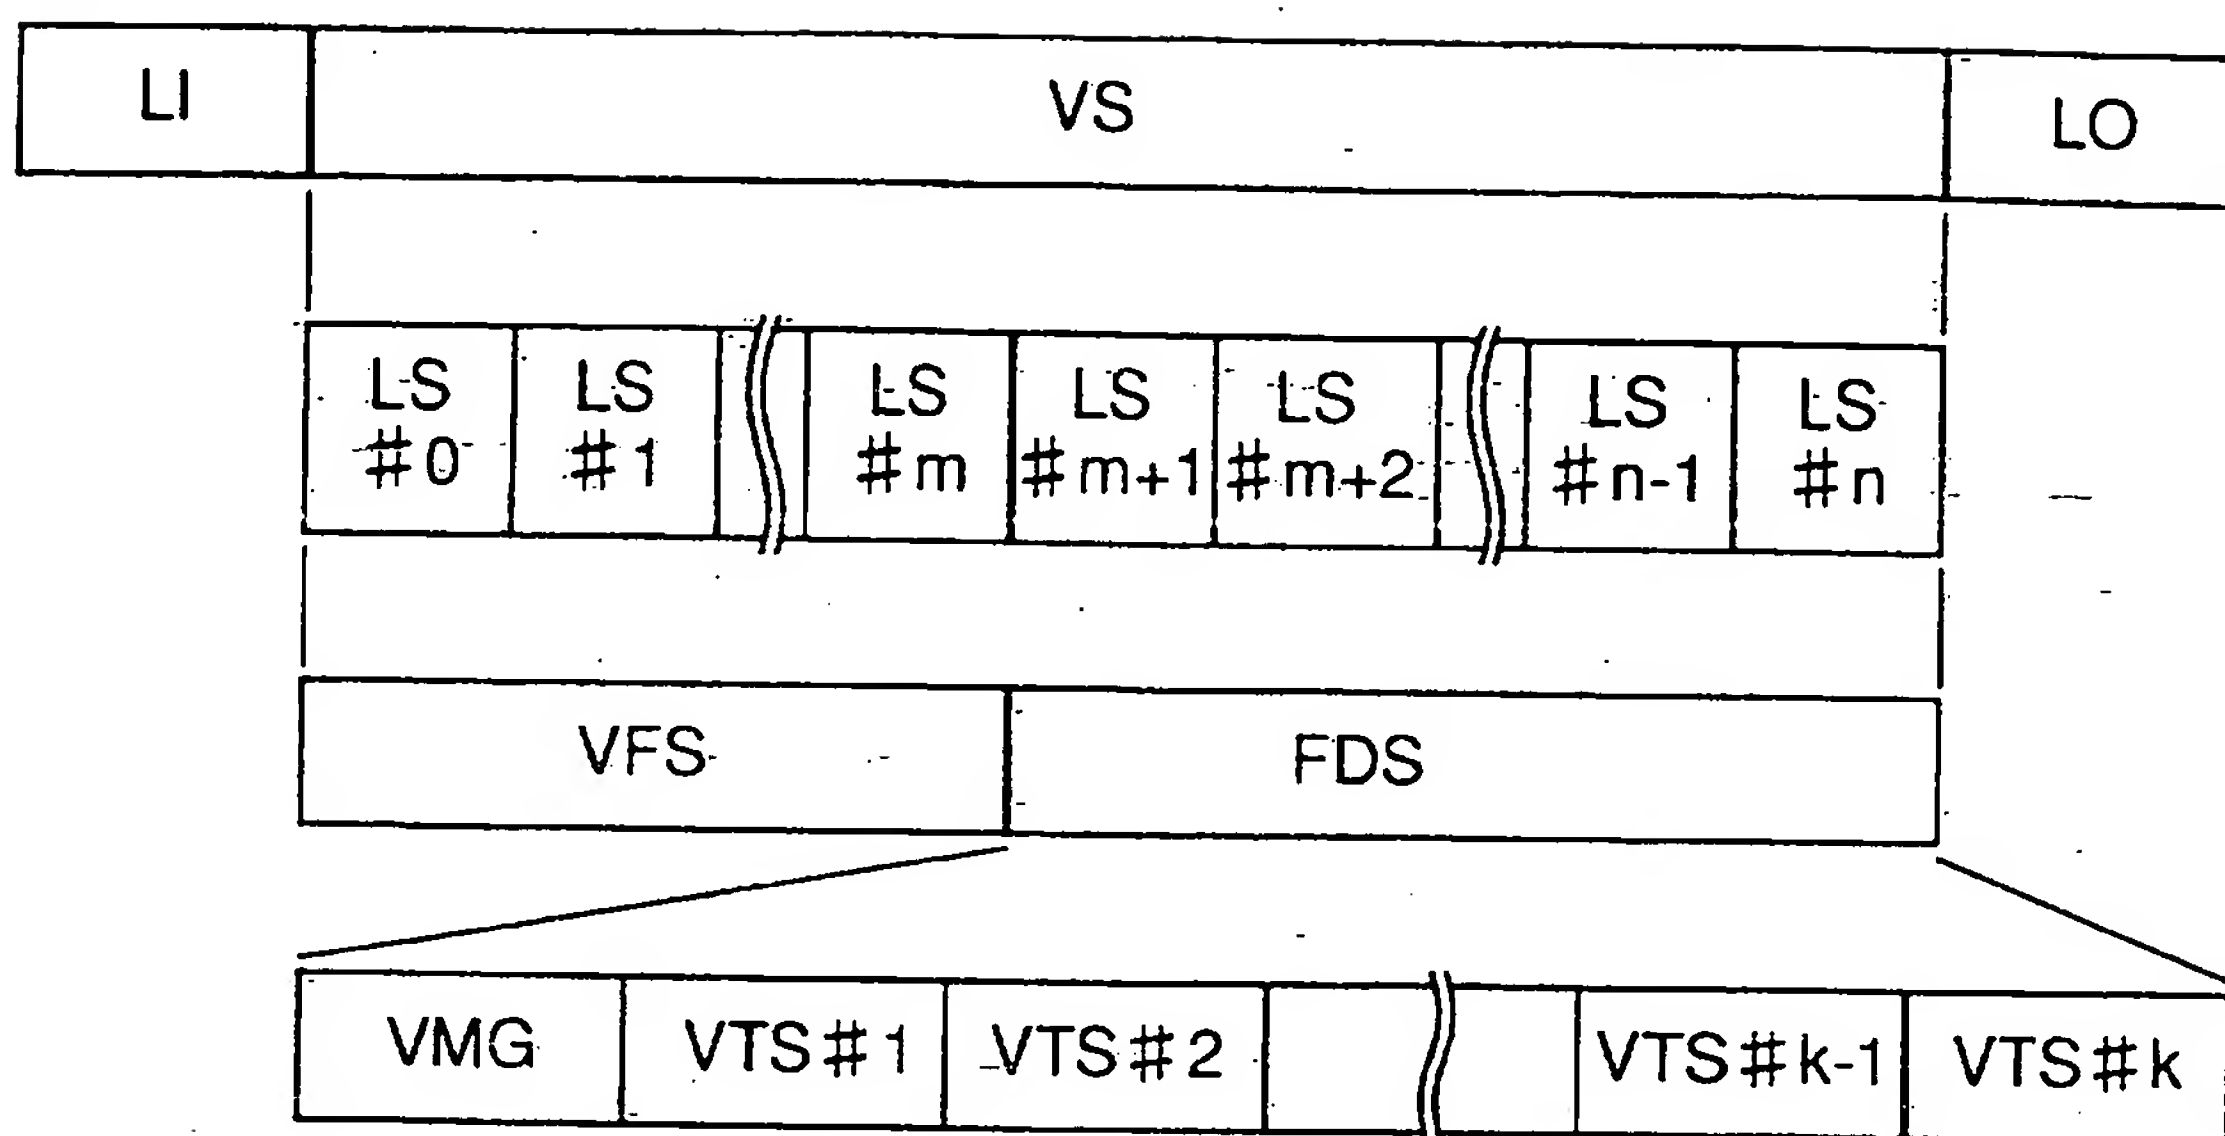 LI VS LO
LS LS LS LS LS LS LS
#0 #1 #m #m+1 #m+2 #n-1 #n
VFS FDS
VMG VTS#1 VTS#2 VTS#k-1 VTS#k